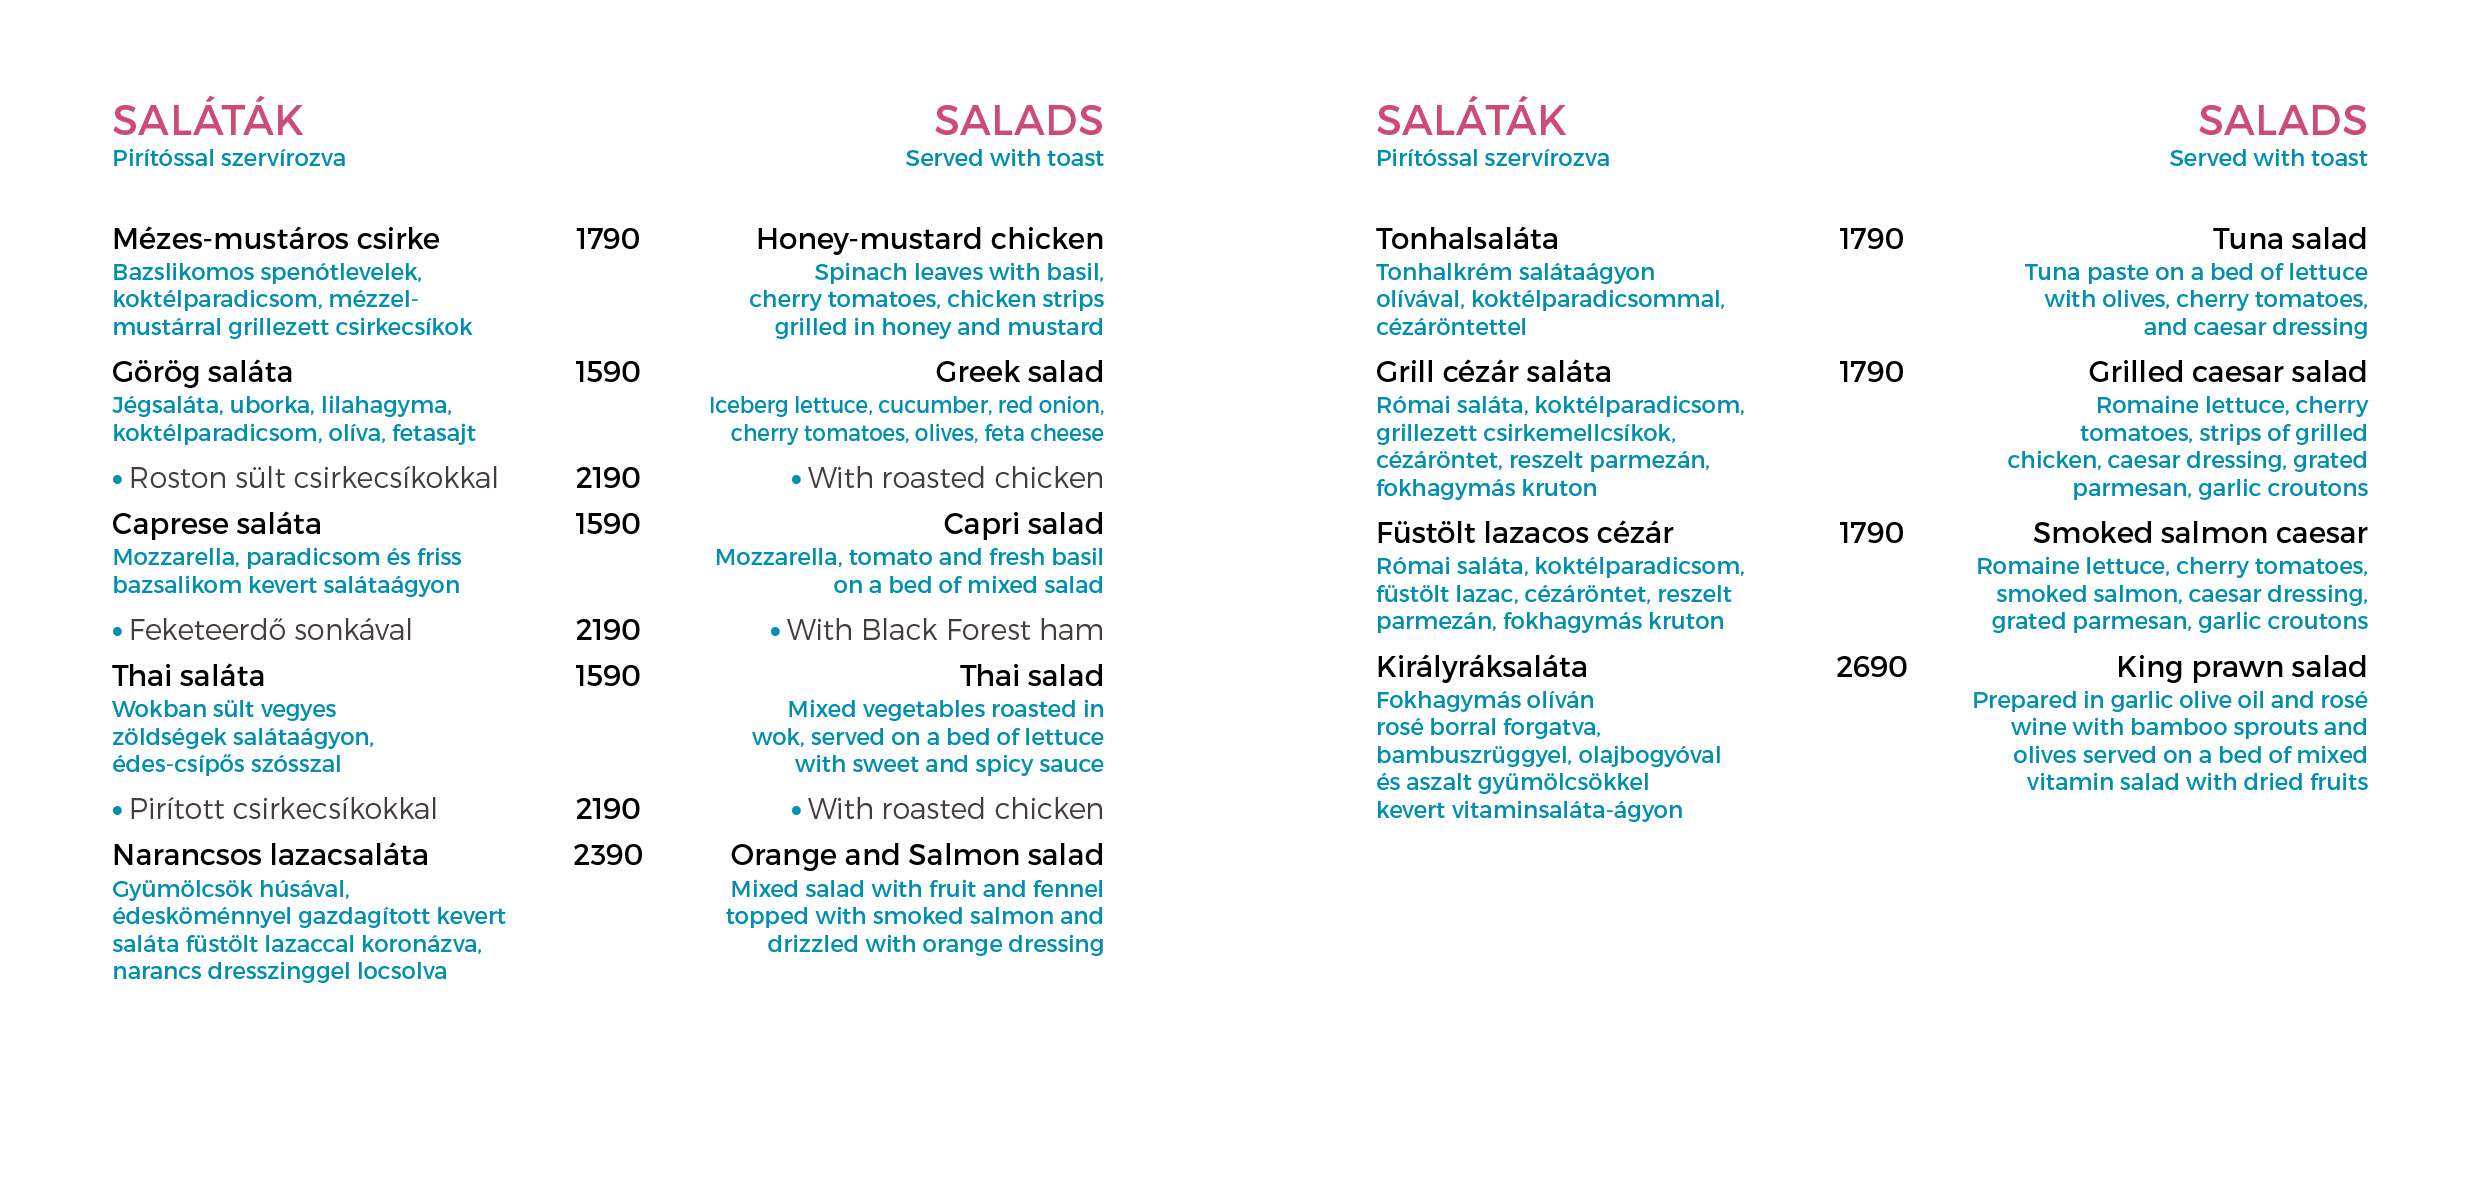 SALÁTÁK
Pirítóssal szervírozva
SALADS
Served with toast
Mézes-mustáros csirke 1790 Honey-mustard chicken
Bazslikomos spenótlevelek,
koktélparadicsom, mézzel-
mustárral grillezett csirkecsíkok
Spinach leaves with basil,
cherry tomatoes, chicken strips
grilled in honey and mustard
Görög saláta 1590 Greek salad
Jégsaláta, uborka, lilahagyma,
koktélparadicsom, olíva, fetasajt
Iceberg lettuce, cucumber, red onion,
cherry tomatoes, olives, feta cheese
• Roston sült csirkecsíkokkal 2190 • With roasted chicken
Caprese saláta 1590 Capri salad
Mozzarella, paradicsom és friss
bazsalikom kevert salátaágyon
Mozzarella, tomato and fresh basil
on a bed of mixed salad
• Feketeerdő sonkával 2190 • With Black Forest ham
Thai saláta 1590 Thai salad
Wokban sült vegyes
zöldségek salátaágyon,
édes-csípős szósszal
Mixed vegetables roasted in
wok, served on a bed of lettuce
with sweet and spicy sauce
• Pirított csirkecsíkokkal 2190 • With roasted chicken
Narancsos lazacsaláta 2390 Orange and Salmon salad
Gyümölcsök húsával,
édesköménnyel gazdagított kevert
saláta füstölt lazaccal koronázva,
narancs dresszinggel locsolva
Mixed salad with fruit and fennel
topped with smoked salmon and
drizzled with orange dressing
SALÁTÁK
Pirítóssal szervírozva
SALADS
Served with toast
Tonhalsaláta 1790 Tuna salad
Tonhalkrém salátaágyon
olívával, koktélparadicsommal,
cézáröntettel
Tuna paste on a bed of lettuce
with olives, cherry tomatoes,
and caesar dressing
Grill cézár saláta 1790 Grilled caesar salad
Római saláta, koktélparadicsom,
grillezett csirkemellcsíkok,
cézáröntet, reszelt parmezán,
fokhagymás kruton
Romaine lettuce, cherry
tomatoes, strips of grilled
chicken, caesar dressing, grated
parmesan, garlic croutons
Füstölt lazacos cézár 1790 Smoked salmon caesar
Római saláta, koktélparadicsom,
füstölt lazac, cézáröntet, reszelt
parmezán, fokhagymás kruton
Romaine lettuce, cherry tomatoes,
smoked salmon, caesar dressing,
grated parmesan, garlic croutons
Királyráksaláta 2690 King prawn salad
Fokhagymás olíván
rosé borral forgatva,
bambuszrüggyel, olajbogyóval
és aszalt gyümölcsökkel
kevert vitaminsaláta-ágyon
Prepared in garlic olive oil and rosé
wine with bamboo sprouts and
olives served on a bed of mixed
vitamin salad with dried fruits